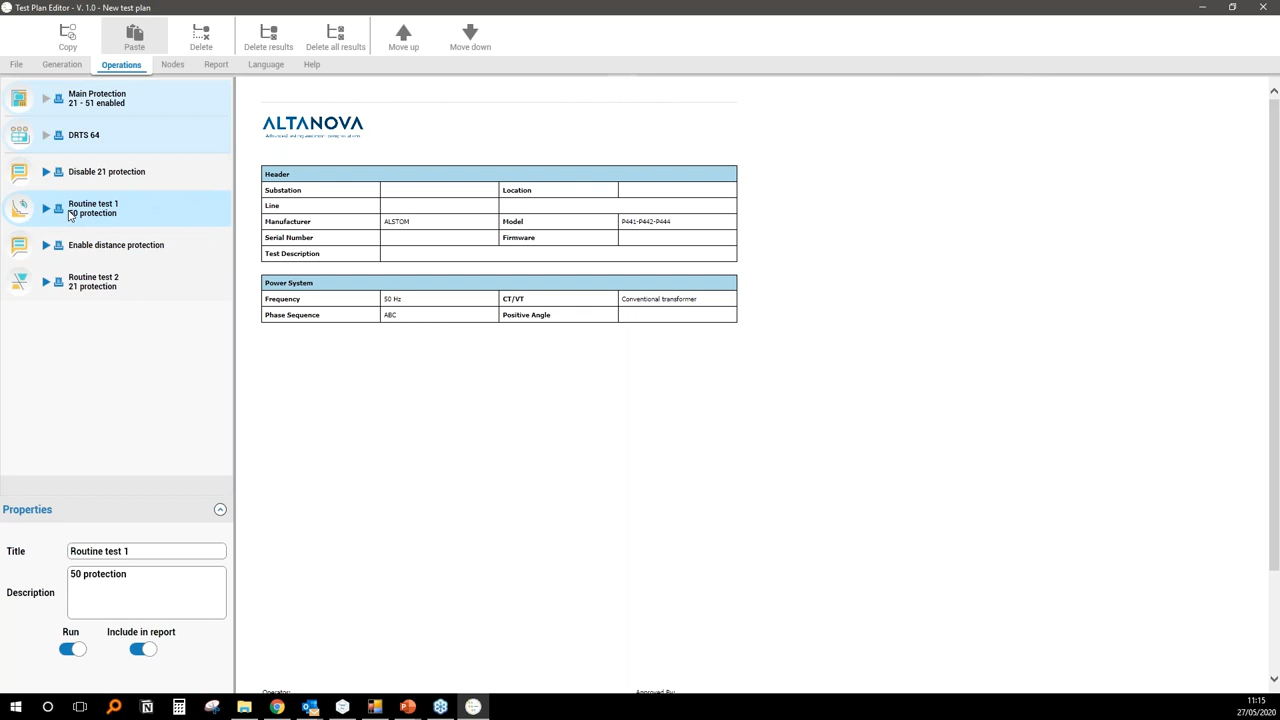 Test Plan Editor - V. 1.0 - New test plan
Copy
Paste
Delete
Delete results
Delete all results
Move up
Move down
File
Generation
Operations
Nodes
Report
Language
Help
Main Protection
21 - 51 enabled
DRTS 64
Disable 21 protection
Routine test 1
50 protection
Enable distance protection
Routine test 2
21 protection
ALTANOVA
Header
Substation
Location
Line
Manufacturer ALSTOM Model P441-P442-P444
Serial Number Firmware
Test Description
Power System
Frequency 50 Hz CT/VT Conventional transformer
Phase Sequence ABC Positive Angle
Properties
Title Routine test 1
Description 50 protection
Run Include in report
Operator: Approved By:
11:15
27/05/2020